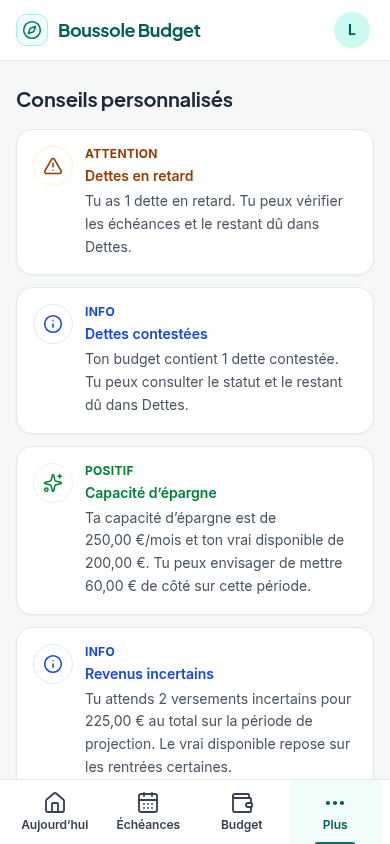 Boussole Budget
L
Conseils personnalisés
ATTENTION
Dettes en retard
Tu as 1 dette en retard. Tu peux vérifier
les échéances et le restant dû dans
Dettes.
INFO
Dettes contestées
Ton budget contient 1 dette contestée.
Tu peux consulter le statut et le restant
dû dans Dettes.
POSITIF
Capacité d’épargne
Ta capacité d’épargne est de
250,00 €/mois et ton vrai disponible de
200,00 €. Tu peux envisager de mettre
60,00 € de côté sur cette période.
INFO
Revenus incertains
Tu attends 2 versements incertains pour
225,00 € au total sur la période de
projection. Le vrai disponible repose sur
les rentrées certaines.
Aujourd’hui
Échéances
Budget
Plus